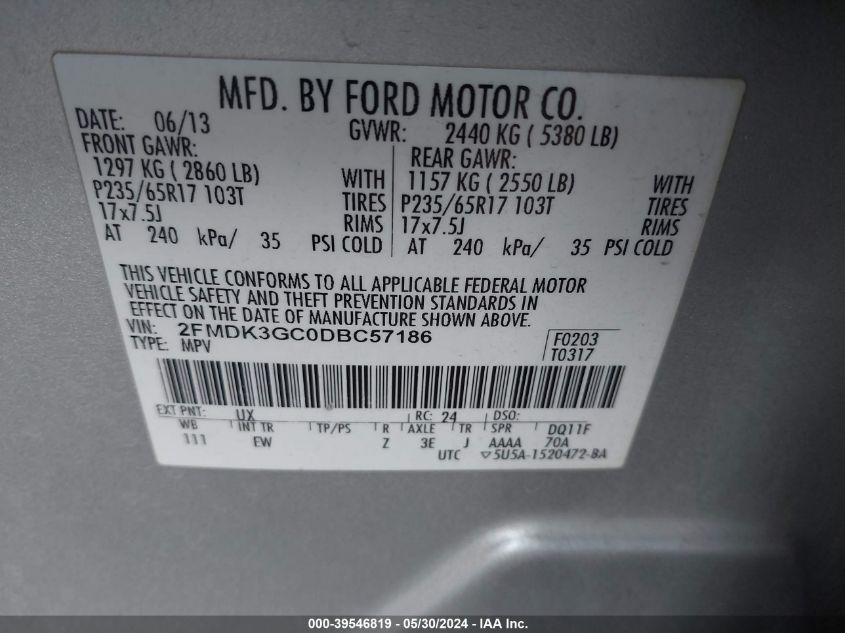 MFD. BY FORD MOTOR CO.
DATE: 06/13 GVWR: 2440 KG ( 5380 LB)
FRONT GAWR: REAR GAWR:
1297 KG ( 2860 LB) WITH 1157 KG ( 2550 LB) WITH
P235/65R17 103T TIRES P235/65R17 103T TIRES
17x7.5J RIMS 17x7.5J RIMS
AT 240 kPa/ 35 PSI COLD AT 240 kPa/ 35 PSI COLD
THIS VEHICLE CONFORMS TO ALL APPLICABLE FEDERAL MOTOR
VEHICLE SAFETY AND THEFT PREVENTION STANDARDS IN
EFFECT ON THE DATE OF MANUFACTURE SHOWN ABOVE.
VIN: 2FMDK3GC0DBC57186 F0203
TYPE: MPV T0317
EXT PNT: UX RC: 24 DSO:
WB INT TR TP/PS R AXLE TR SPR DQ11F
111 EW Z 3E J AAAA 70A
UTC ▽5U5A-1520472-BA
000-39546819 - 05/30/2024 - IAA Inc.